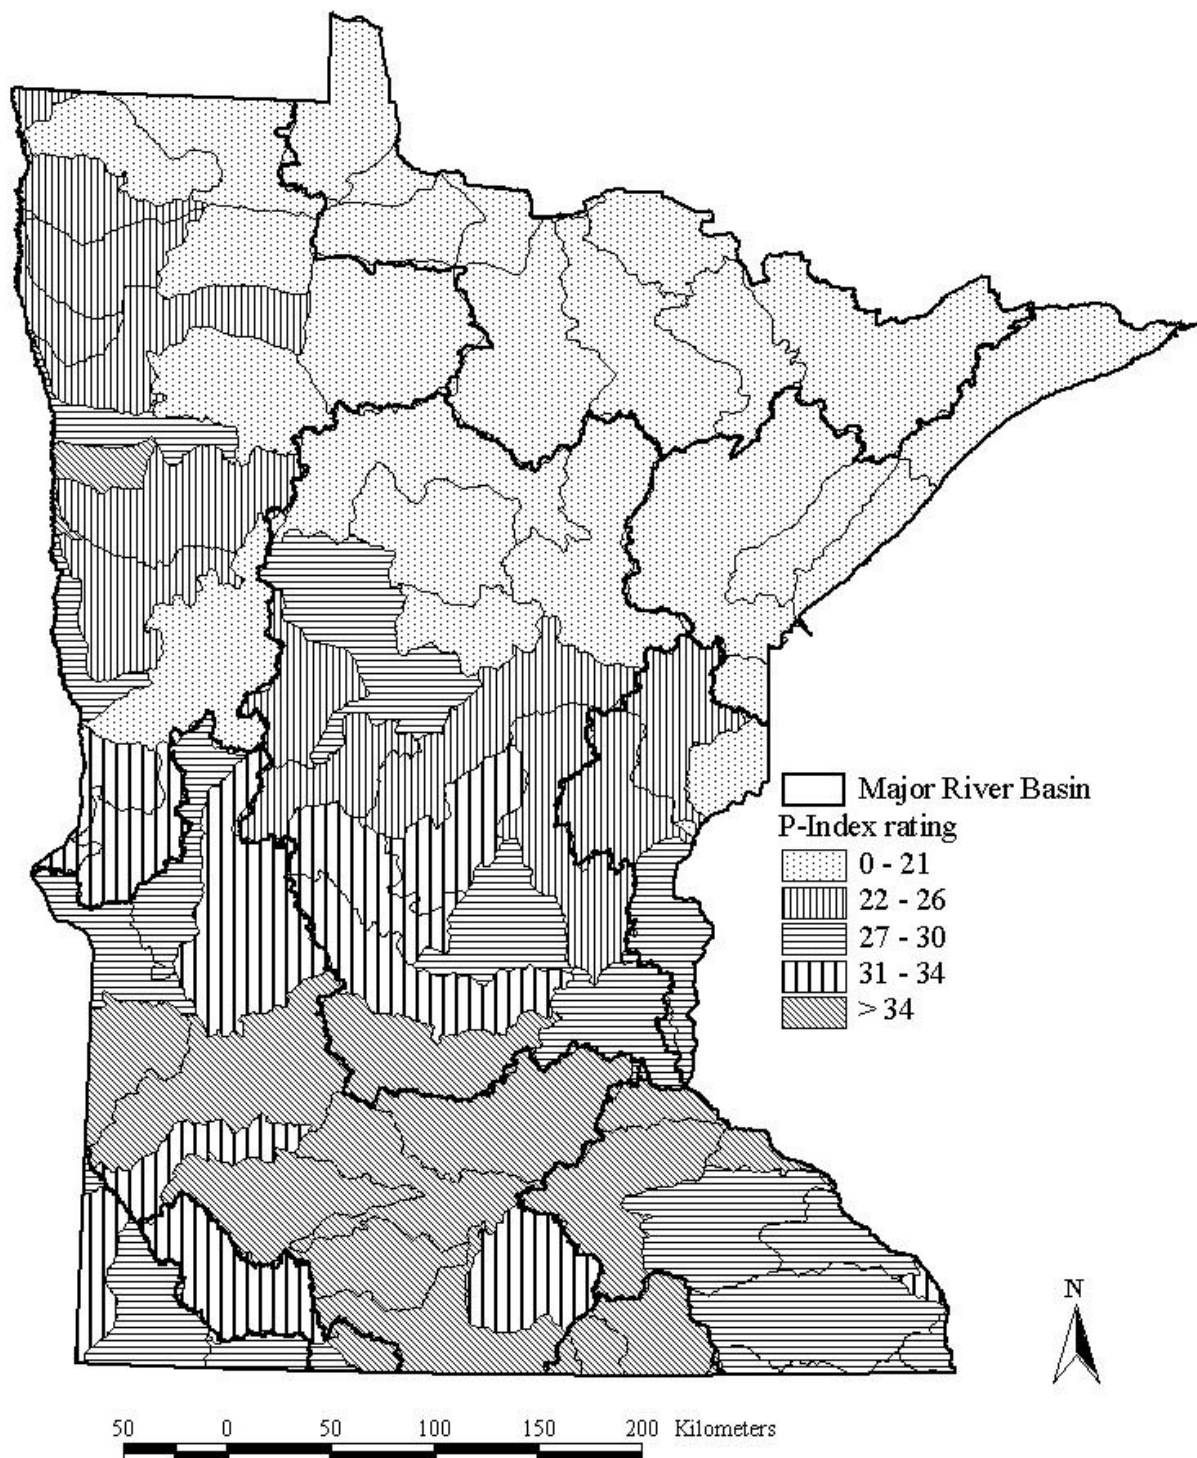 Major River Basin
P-Index rating
0 - 21
22 - 26
27 - 30
31 - 34
> 34
N
50 0 50 100 150 200 Kilometers